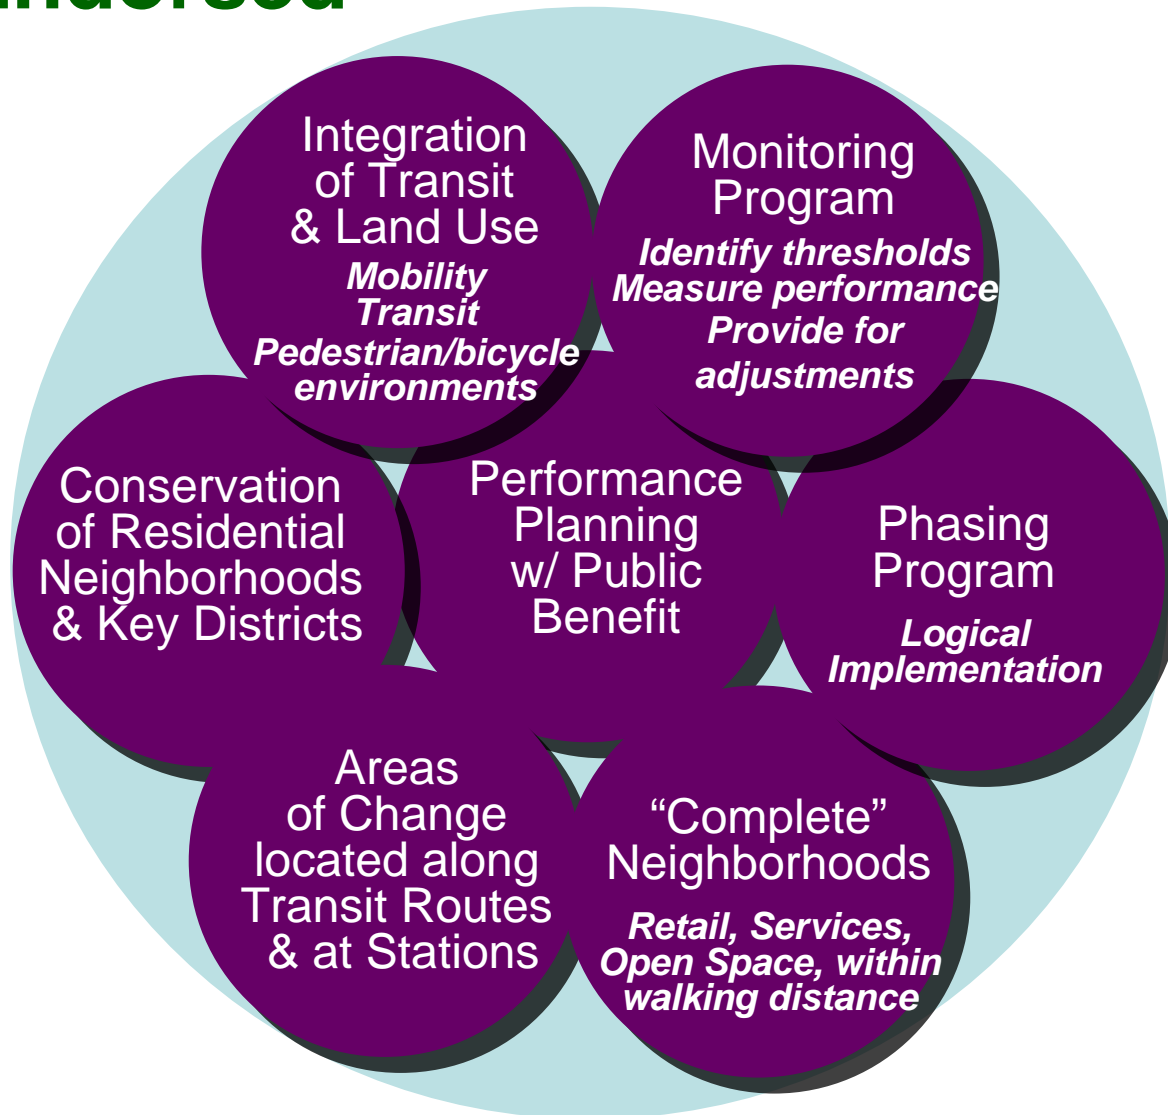 Integration
of Transit
& Land Use
Mobility
Transit
Pedestrian/bicycle
environments
Monitoring
Program
Identify thresholds
Measure performance
Provide for
adjustments
Conservation
of Residential
Neighborhoods
& Key Districts
Performance
Planning
w/ Public
Benefit
Phasing
Program
Logical
Implementation
Areas
of Change
located along
Transit Routes
& at Stations
“Complete”
Neighborhoods
Retail, Services,
Open Space, within
walking distance